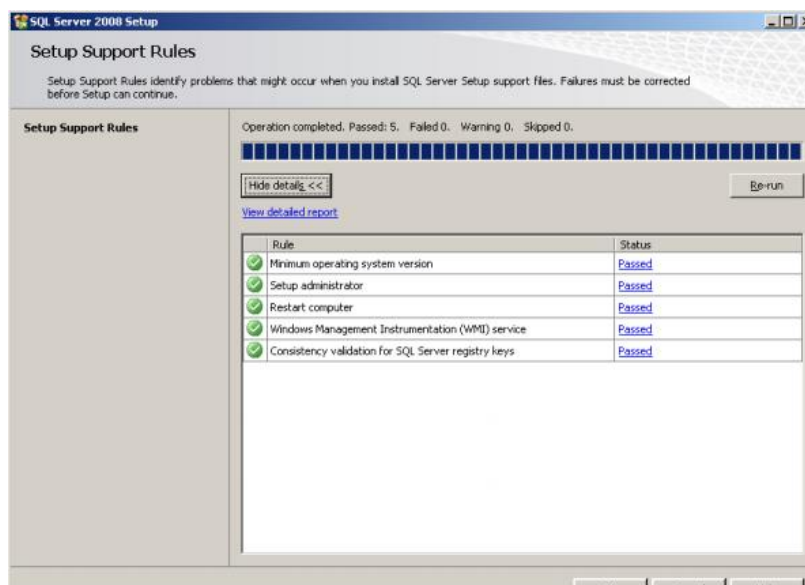 SQL Server 2008 Setup
Setup Support Rules
Setup Support Rules identify problems that might occur when you install SQL Server Setup support files. Failures must be corrected
before Setup can continue.
Setup Support Rules
Operation completed. Passed: 5. Failed 0. Warning 0. Skipped 0.
Hide details <<
Re-run
View detailed report
Rule Status
Minimum operating system version Passed
Setup administrator Passed
Restart computer Passed
Windows Management Instrumentation (WMI) service Passed
Consistency validation for SQL Server registry keys Passed